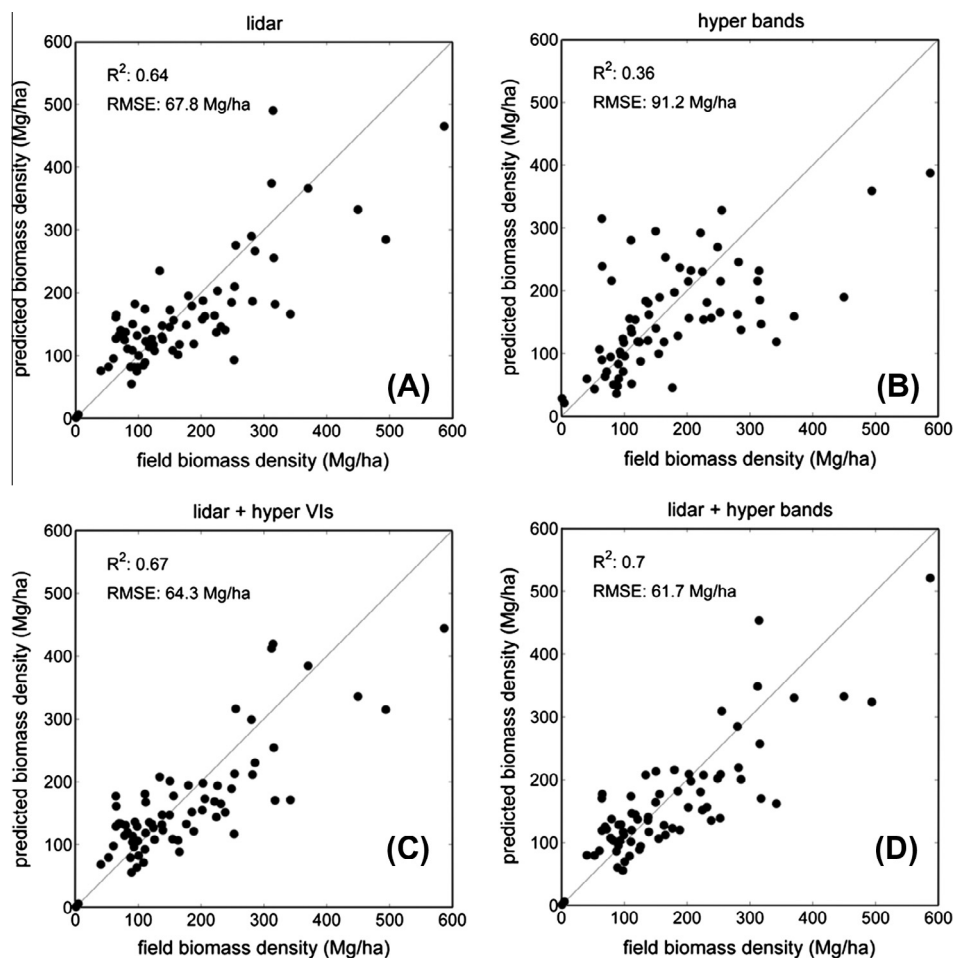 lidar
600
500
400
300
200
100
0
predicted biomass density (Mg/ha)
R²: 0.64
RMSE: 67.8 Mg/ha
(A)
0 100 200 300 400 500 600
field biomass density (Mg/ha)
hyper bands
600
500
400
300
200
100
0
predicted biomass density (Mg/ha)
R²: 0.36
RMSE: 91.2 Mg/ha
(B)
0 100 200 300 400 500 600
field biomass density (Mg/ha)
lidar + hyper VIs
600
500
400
300
200
100
0
predicted biomass density (Mg/ha)
R²: 0.67
RMSE: 64.3 Mg/ha
(C)
0 100 200 300 400 500 600
field biomass density (Mg/ha)
lidar + hyper bands
600
500
400
300
200
100
0
predicted biomass density (Mg/ha)
R²: 0.7
RMSE: 61.7 Mg/ha
(D)
0 100 200 300 400 500 600
field biomass density (Mg/ha)